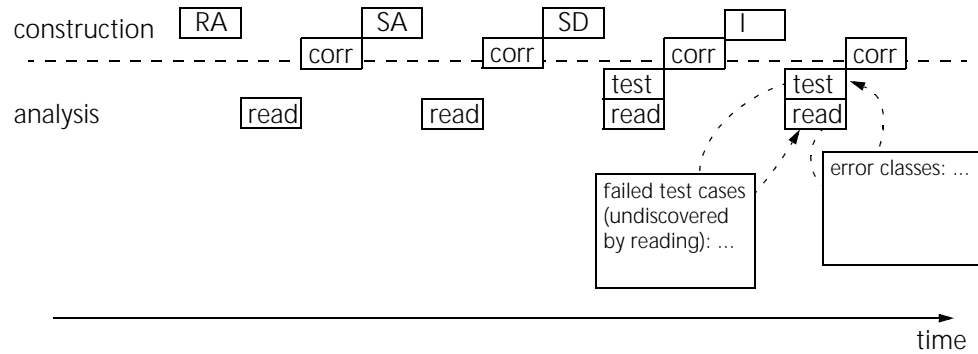 construction RA SA SD I
corr corr corr corr
test test
analysis read read read read
error classes: ...
failed test cases
(undiscovered
by reading): ...
time